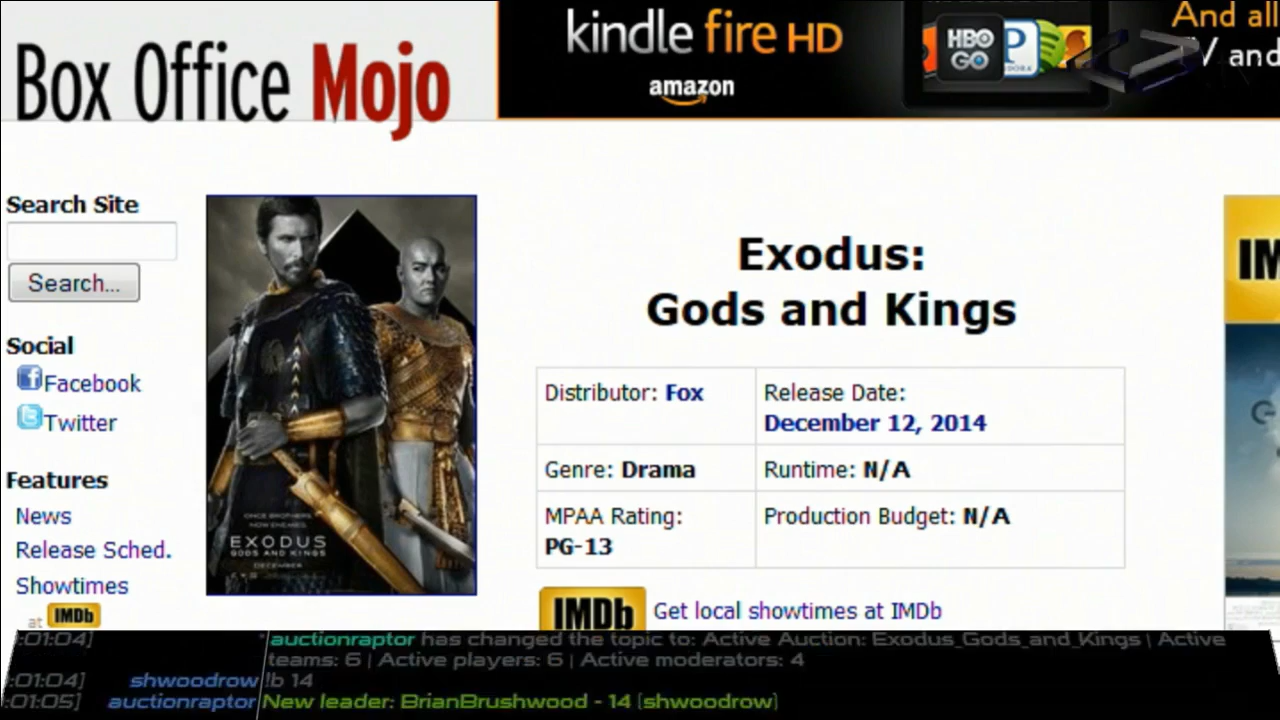 Box Office Mojo
kindle fire HD
amazon
HBO
GO
And all
TV and
Search Site
Search...
Social
Facebook
Twitter
Features
News
Release Sched.
Showtimes
at IMDb
ONCE BROTHERS,
NOW ENEMIES.
EXODUS
GODS AND KINGS
DECEMBER
Exodus:
Gods and Kings
Distributor: Fox
Release Date:
December 12, 2014
Genre: Drama
Runtime: N/A
MPAA Rating:
PG-13
Production Budget: N/A
IMDb Get local showtimes at IMDb
IM
:01:04] * auctionraptor has changed the topic to: Active Auction: Exodus_Gods_and_Kings | Active
teams: 6 | Active players: 6 | Active moderators: 4
:01:04] shwoodrow !b 14
:01:05] auctionraptor New leader: BrianBrushwood - 14 (shwoodrow)